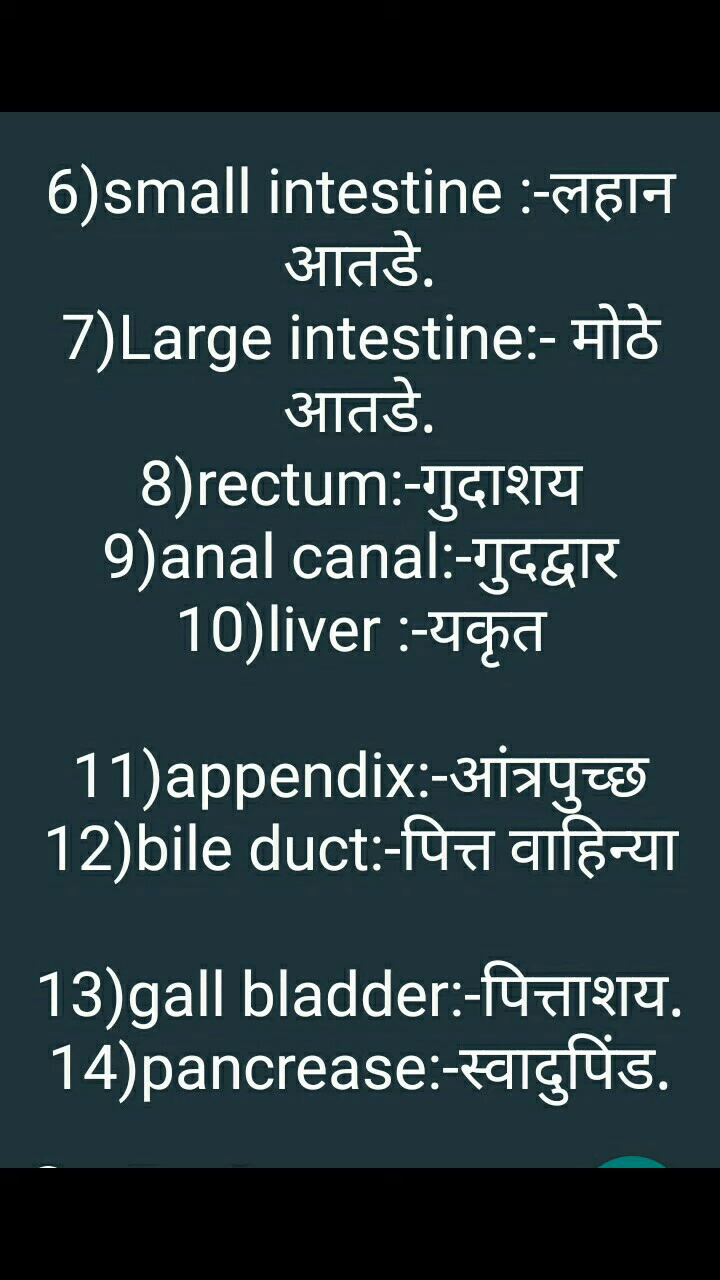 6)small intestine :-लहान
आतडे.
7)Large intestine:- मोठे
आतडे.
8)rectum:-गुदाशय
9)anal canal:-गुदद्वार
10)liver :-यकृत
11)appendix:-आंत्रपुच्छ
12)bile duct:-पित्त वाहिन्या
13)gall bladder:-पित्ताशय.
14)pancrease:-स्वादुपिंड.